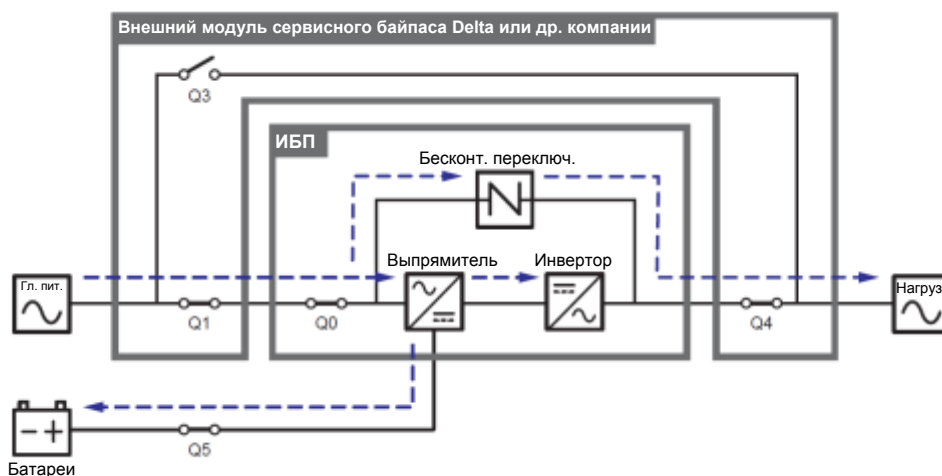 Внешний модуль сервисного байпаса Delta или др. компании
Q3
ИБП
Бесконт. переключ.
Гл. пит.
Выпрямитель
Инвертор
Нагруз
Q1
Q0
Q4
Q5
Батареи